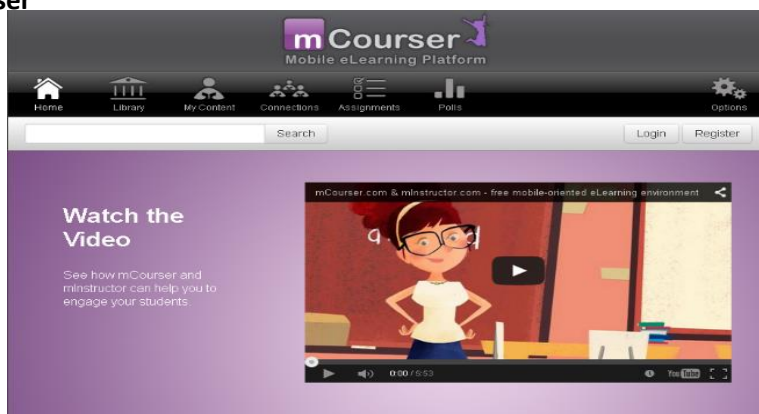 mCourser
Mobile eLearning Platform
Home Library My Content Connections Assignments Polls Options
Search Login Register
mCourser.com & mInstructor.com - free mobile-oriented eLearning environment
Watch the
Video
See how mCourser and
mInstructor can help you to
engage your students.
0:00 / 5:53 YouTube